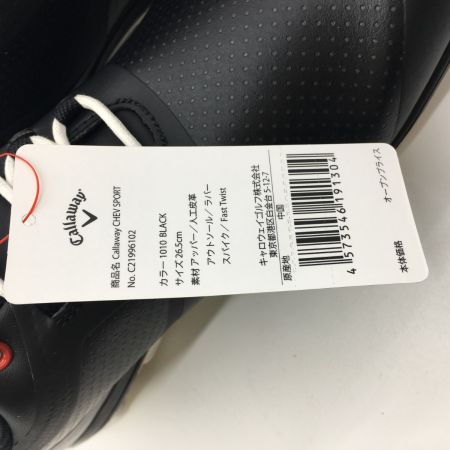 Callaway
商品名 Callaway CHEV SPORT
No. C21996102
カラー 1010 BLACK
サイズ 26.5cm
素材 アッパー/人工皮革
アウトソール/ラバー
スパイク/Fast Twist
キャロウェイゴルフ株式会社
東京都港区白金台 5-12-7
原産地 中国
4 573546 191304
オープンプライス
本体価格